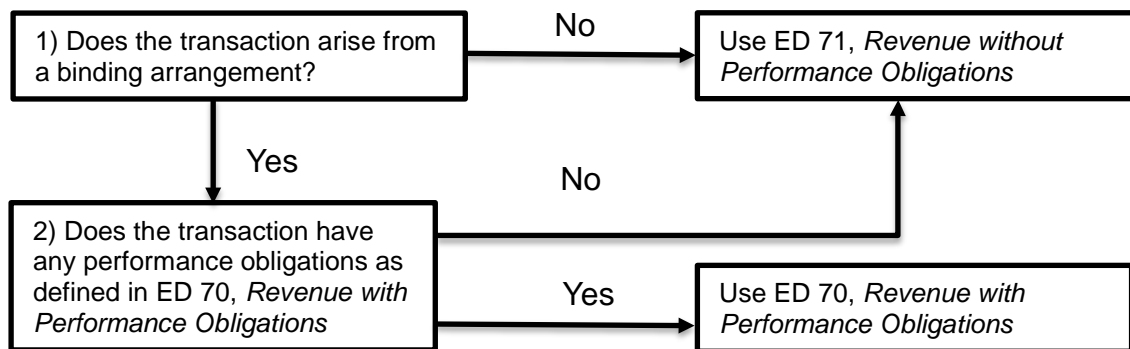 1) Does the transaction arise from
a binding arrangement?
No
Use ED 71, Revenue without
Performance Obligations
Yes
No
2) Does the transaction have
any performance obligations as
defined in ED 70, Revenue with
Performance Obligations
Yes
Use ED 70, Revenue with
Performance Obligations